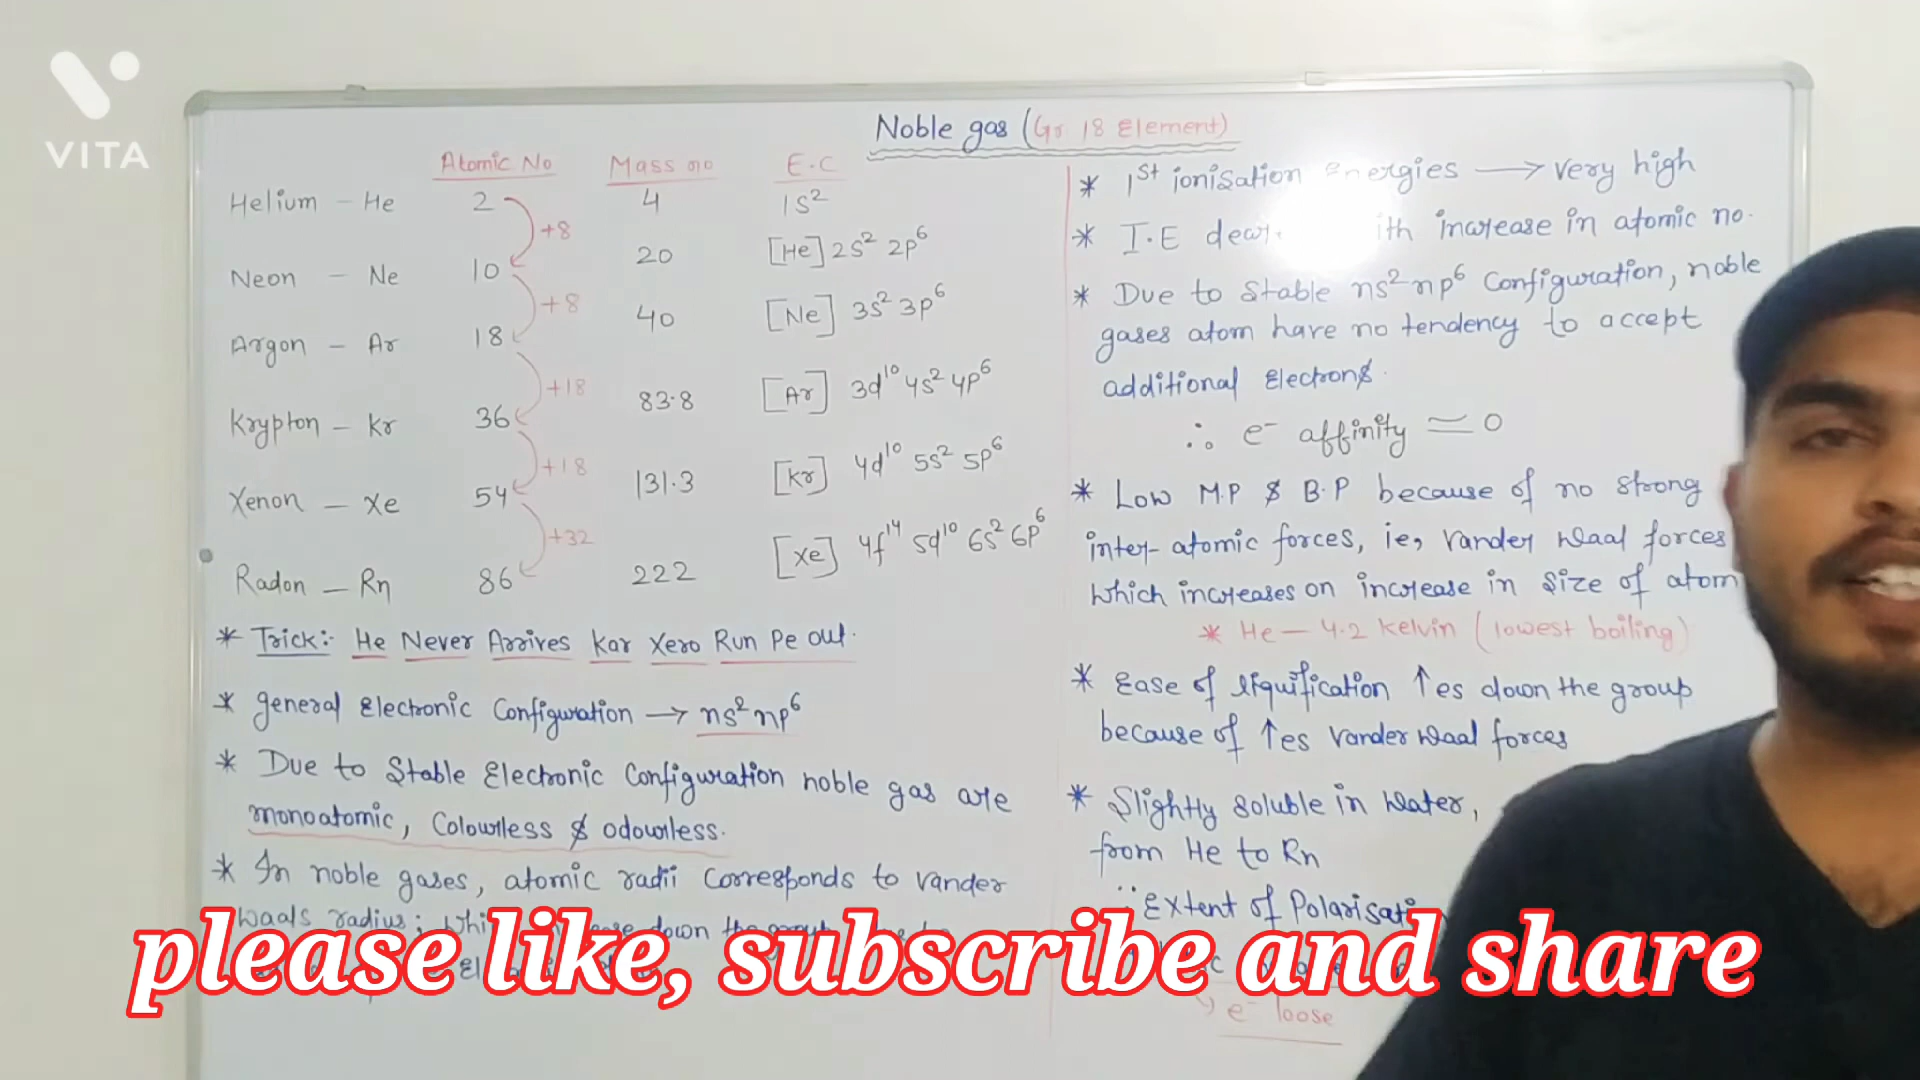 VITA
Noble gas (Gr 18 Element)
Atomic No Mass no E.C
Helium - He 2 4 1s²
+8
Neon - Ne 10 20 [He] 2s² 2p⁶
+8
Argon - Ar 18 40 [Ne] 3s² 3p⁶
+18
Krypton - Kr 36 83.8 [Ar] 3d¹⁰ 4s² 4p⁶
+18
Xenon - Xe 54 131.3 [Kr] 4d¹⁰ 5s² 5p⁶
+32
Radon - Rn 86 222 [Xe] 4f¹⁴ 5d¹⁰ 6s² 6p⁶
* Trick:- He Never Arrives Kar Xero Run Pe out.
* general Electronic Configuration → ns² np⁶
* Due to Stable Electronic Configuration noble gas are
monoatomic, Colourless & odourless.
* In noble gases, atomic radii Corresponds to vander
waals radius; down the
* 1st ionisation Energies → very high
* I.E increase in atomic no.
* Due to Stable ns² np⁶ Configuration, noble
gases atom have no tendency to accept
additional Electrons.
∴ e⁻ affinity ≃ 0
* Low M.P & B.P because of no strong
inter-atomic forces, ie, vander waal forces
which increases on increase in size of atom
* He - 4.2 Kelvin (lowest boiling)
* Ease of liquification ↑es down the group
because of ↑es vander waal forces
* Slightly soluble in water,
from He to Rn
∵ Extent of
e⁻ loose
please like, subscribe and share